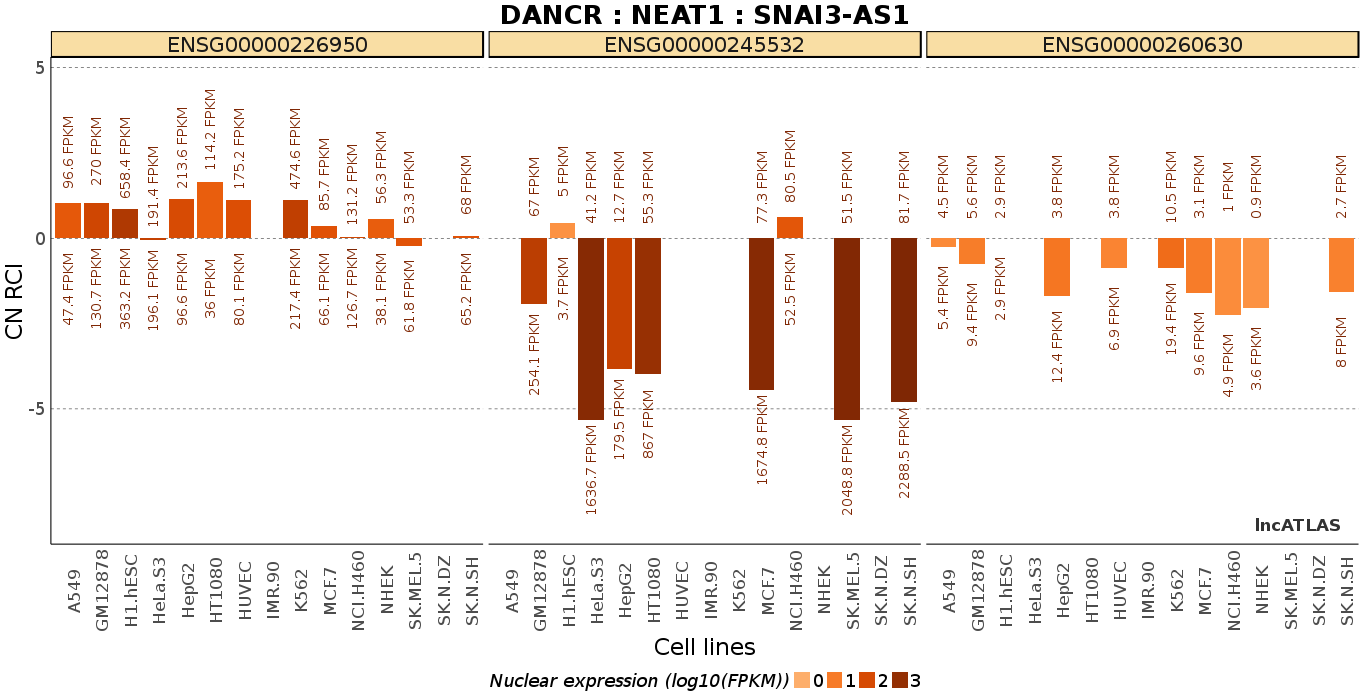 DANCR : NEAT1 : SNAI3-AS1
ENSG00000226950
ENSG00000245532
ENSG00000260630
CN RCI
5
0
-5
96.6 FPKM
270 FPKM
658.4 FPKM
191.4 FPKM
213.6 FPKM
114.2 FPKM
175.2 FPKM
474.6 FPKM
85.7 FPKM
131.2 FPKM
56.3 FPKM
53.3 FPKM
68 FPKM
47.4 FPKM
130.7 FPKM
363.2 FPKM
196.1 FPKM
96.6 FPKM
36 FPKM
80.1 FPKM
217.4 FPKM
66.1 FPKM
126.7 FPKM
38.1 FPKM
61.8 FPKM
65.2 FPKM
67 FPKM
5 FPKM
41.2 FPKM
12.7 FPKM
55.3 FPKM
77.3 FPKM
80.5 FPKM
51.5 FPKM
81.7 FPKM
254.1 FPKM
3.7 FPKM
1636.7 FPKM
179.5 FPKM
867 FPKM
1674.8 FPKM
52.5 FPKM
2048.8 FPKM
2288.5 FPKM
4.5 FPKM
5.6 FPKM
2.9 FPKM
3.8 FPKM
3.8 FPKM
10.5 FPKM
3.1 FPKM
1 FPKM
0.9 FPKM
2.7 FPKM
5.4 FPKM
9.4 FPKM
2.9 FPKM
12.4 FPKM
6.9 FPKM
19.4 FPKM
9.6 FPKM
4.9 FPKM
3.6 FPKM
8 FPKM
lncATLAS
A549
GM12878
H1.hESC
HeLa.S3
HepG2
HT1080
HUVEC
IMR.90
K562
MCF.7
NCI.H460
NHEK
SK.MEL.5
SK.N.DZ
SK.N.SH
A549
GM12878
H1.hESC
HeLa.S3
HepG2
HT1080
HUVEC
IMR.90
K562
MCF.7
NCI.H460
NHEK
SK.MEL.5
SK.N.DZ
SK.N.SH
A549
GM12878
H1.hESC
HeLa.S3
HepG2
HT1080
HUVEC
IMR.90
K562
MCF.7
NCI.H460
NHEK
SK.MEL.5
SK.N.DZ
SK.N.SH
Cell lines
Nuclear expression (log10(FPKM)) 0 1 2 3